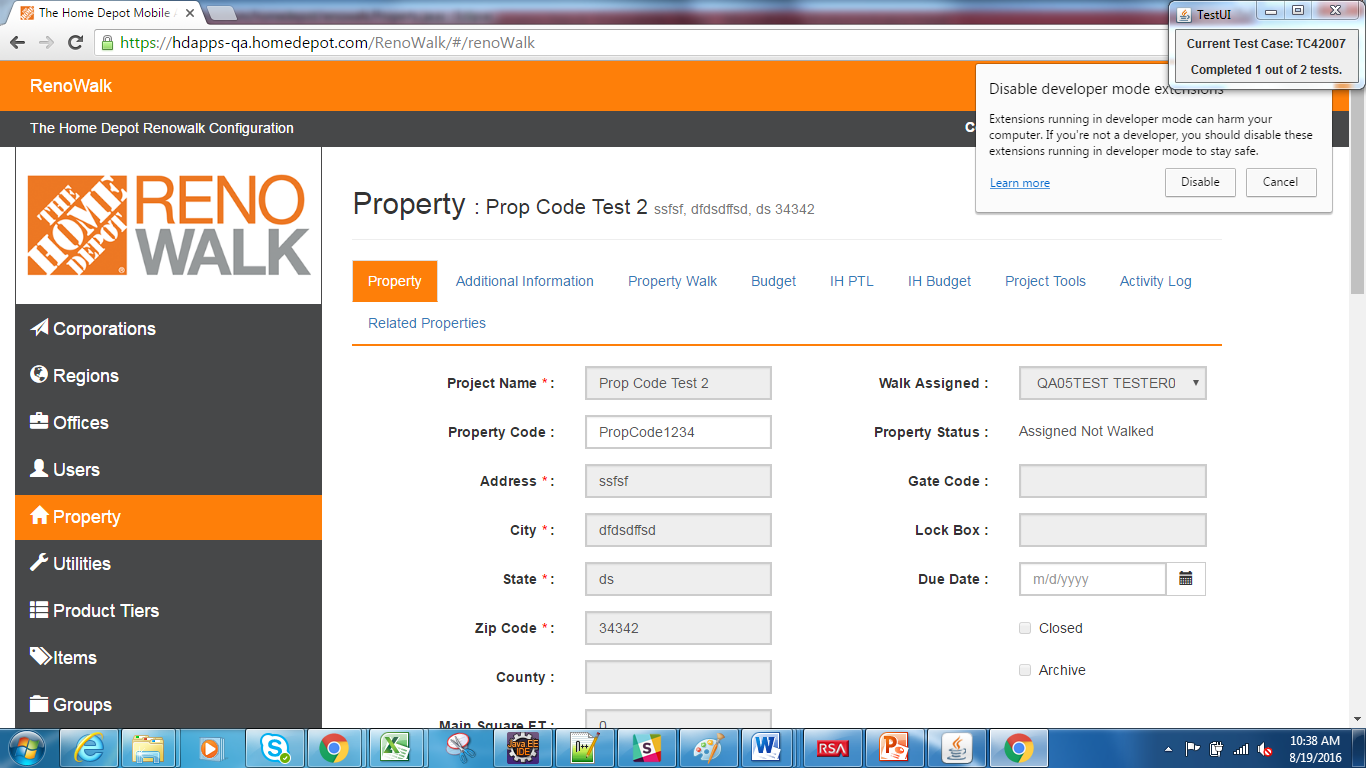 The Home Depot Mobile
TestUI
Current Test Case: TC42007
Completed 1 out of 2 tests.
https://hdapps-qa.homedepot.com/RenoWalk/#/renoWalk
RenoWalk
The Home Depot Renowalk Configuration
C
Disable developer mode extensions
Extensions running in developer mode can harm your
computer. If you're not a developer, you should disable these
extensions running in developer mode to stay safe.
Learn more
Disable
Cancel
THE HOME DEPOT
RENO
WALK
Property : Prop Code Test 2 ssfsf, dfdsdffsd, ds 34342
Property
Additional Information
Property Walk
Budget
IH PTL
IH Budget
Project Tools
Activity Log
Related Properties
Corporations
Regions
Offices
Users
Property
Utilities
Product Tiers
Items
Groups
Project Name * : Prop Code Test 2
Property Code : PropCode1234
Address * : ssfsf
City * : dfdsdffsd
State * : ds
Zip Code * : 34342
County :
Main Square FT : 0
Walk Assigned : QA05TEST TESTER0
Property Status : Assigned Not Walked
Gate Code :
Lock Box :
Due Date : m/d/yyyy
Closed
Archive
Java EE
IDE
RSA
10:38 AM
8/19/2016